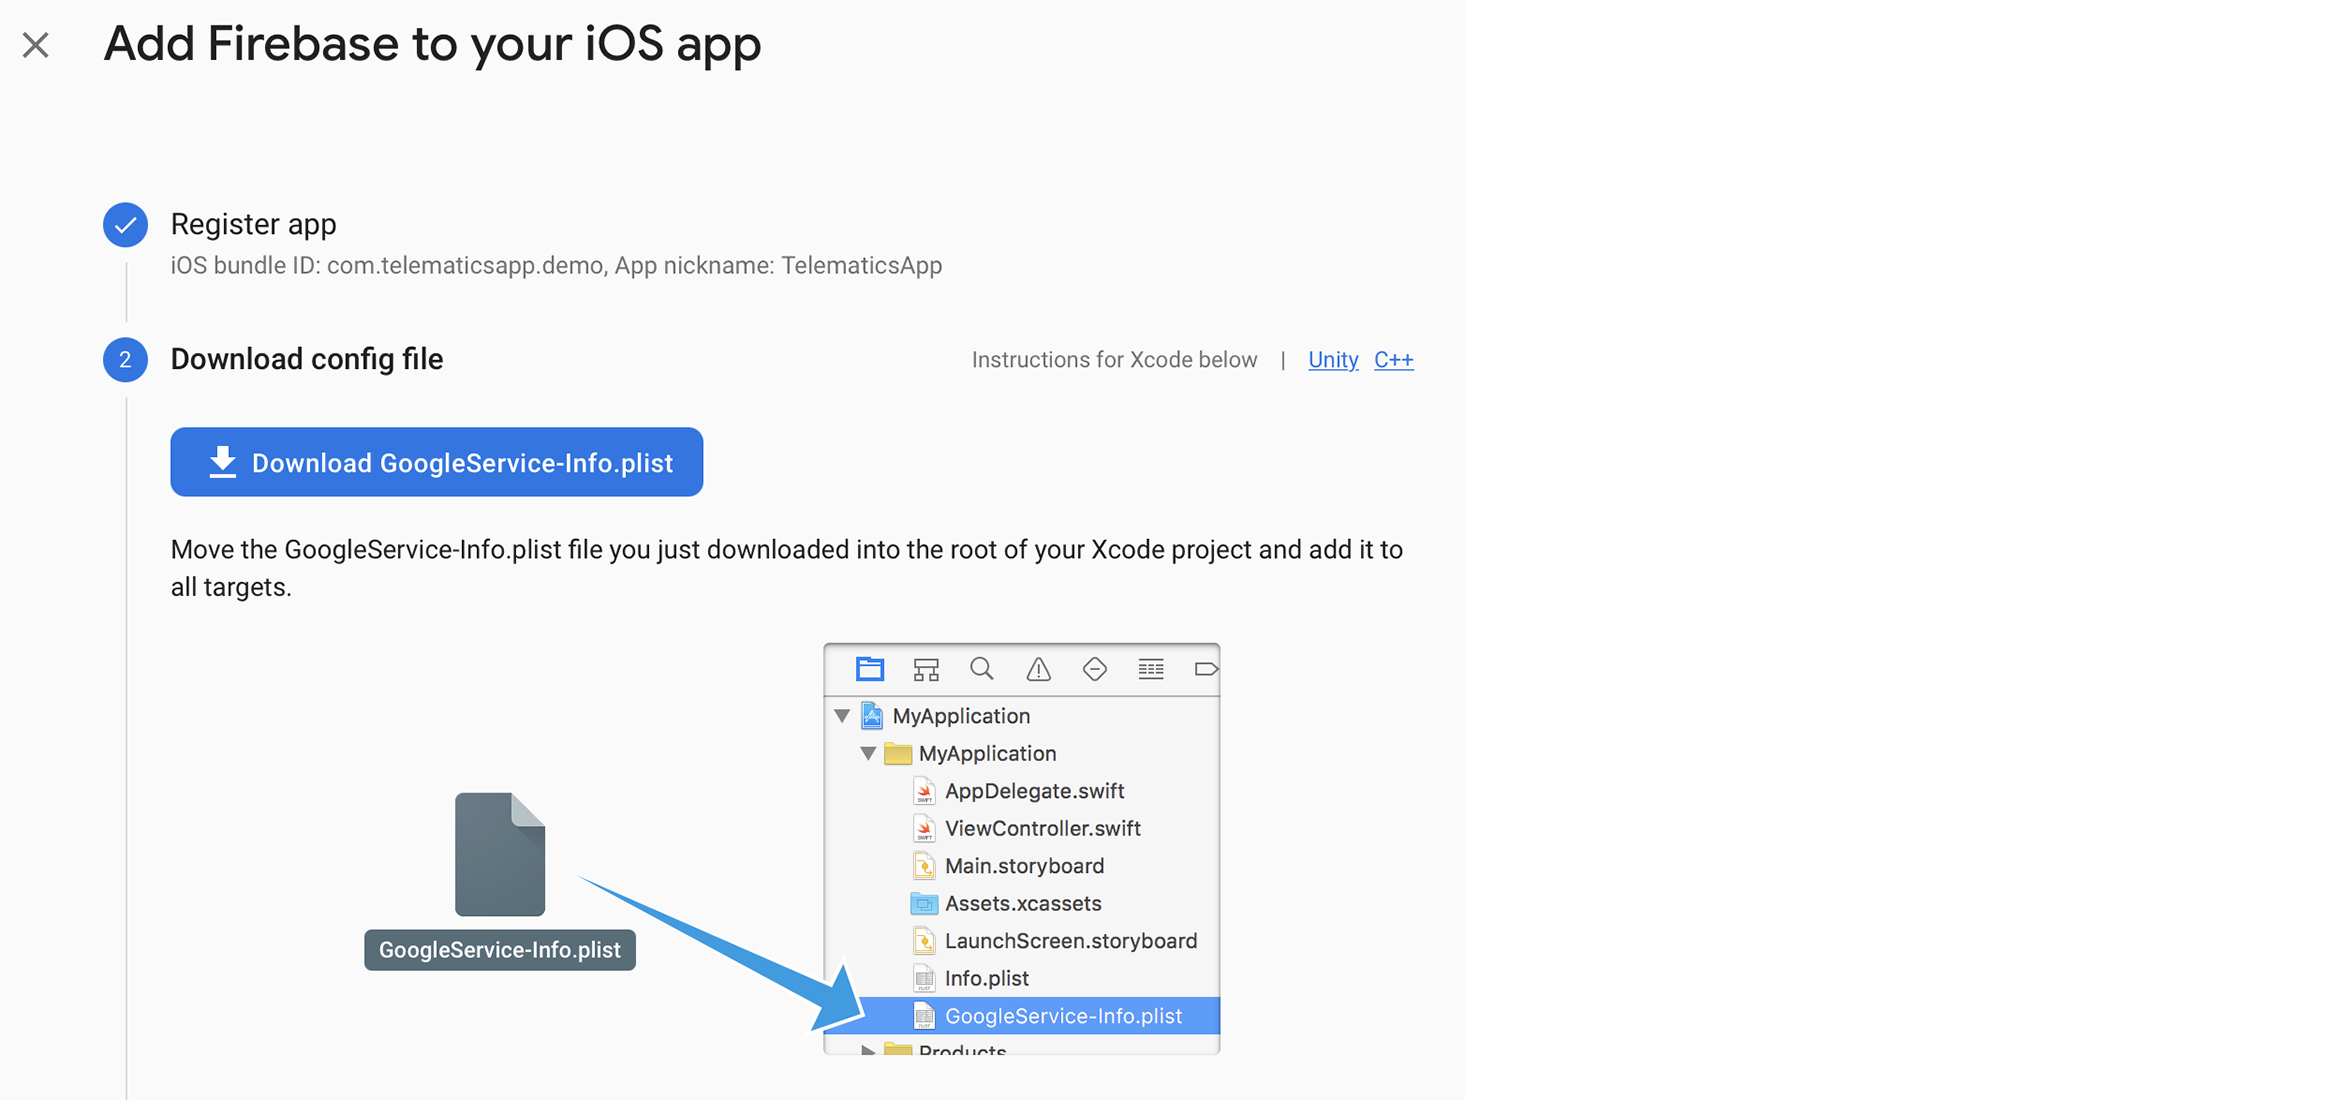 Add Firebase to your iOS app
Register app
iOS bundle ID: com.telematicsapp.demo, App nickname: TelematicsApp
2 Download config file
Instructions for Xcode below | Unity C++
Download GoogleService-Info.plist
Move the GoogleService-Info.plist file you just downloaded into the root of your Xcode project and add it to
all targets.
GoogleService-Info.plist
MyApplication
MyApplication
AppDelegate.swift
ViewController.swift
Main.storyboard
Assets.xcassets
LaunchScreen.storyboard
Info.plist
GoogleService-Info.plist
Products